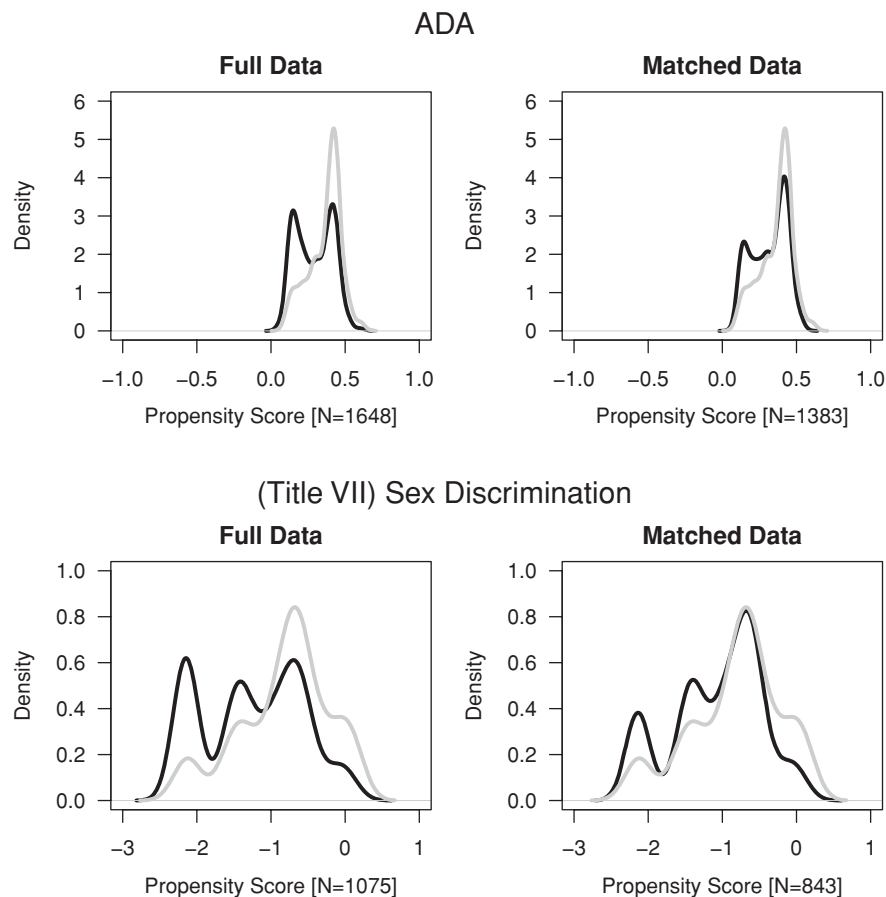 ADA
Full Data
Matched Data
Density
6
5
4
3
2
1
0
−1.0 −0.5 0.0 0.5 1.0
Propensity Score [N=1648]
Density
6
5
4
3
2
1
0
−1.0 −0.5 0.0 0.5 1.0
Propensity Score [N=1383]
(Title VII) Sex Discrimination
Full Data
Matched Data
Density
1.0
0.8
0.6
0.4
0.2
0.0
−3 −2 −1 0 1
Propensity Score [N=1075]
Density
1.0
0.8
0.6
0.4
0.2
0.0
−3 −2 −1 0 1
Propensity Score [N=843]